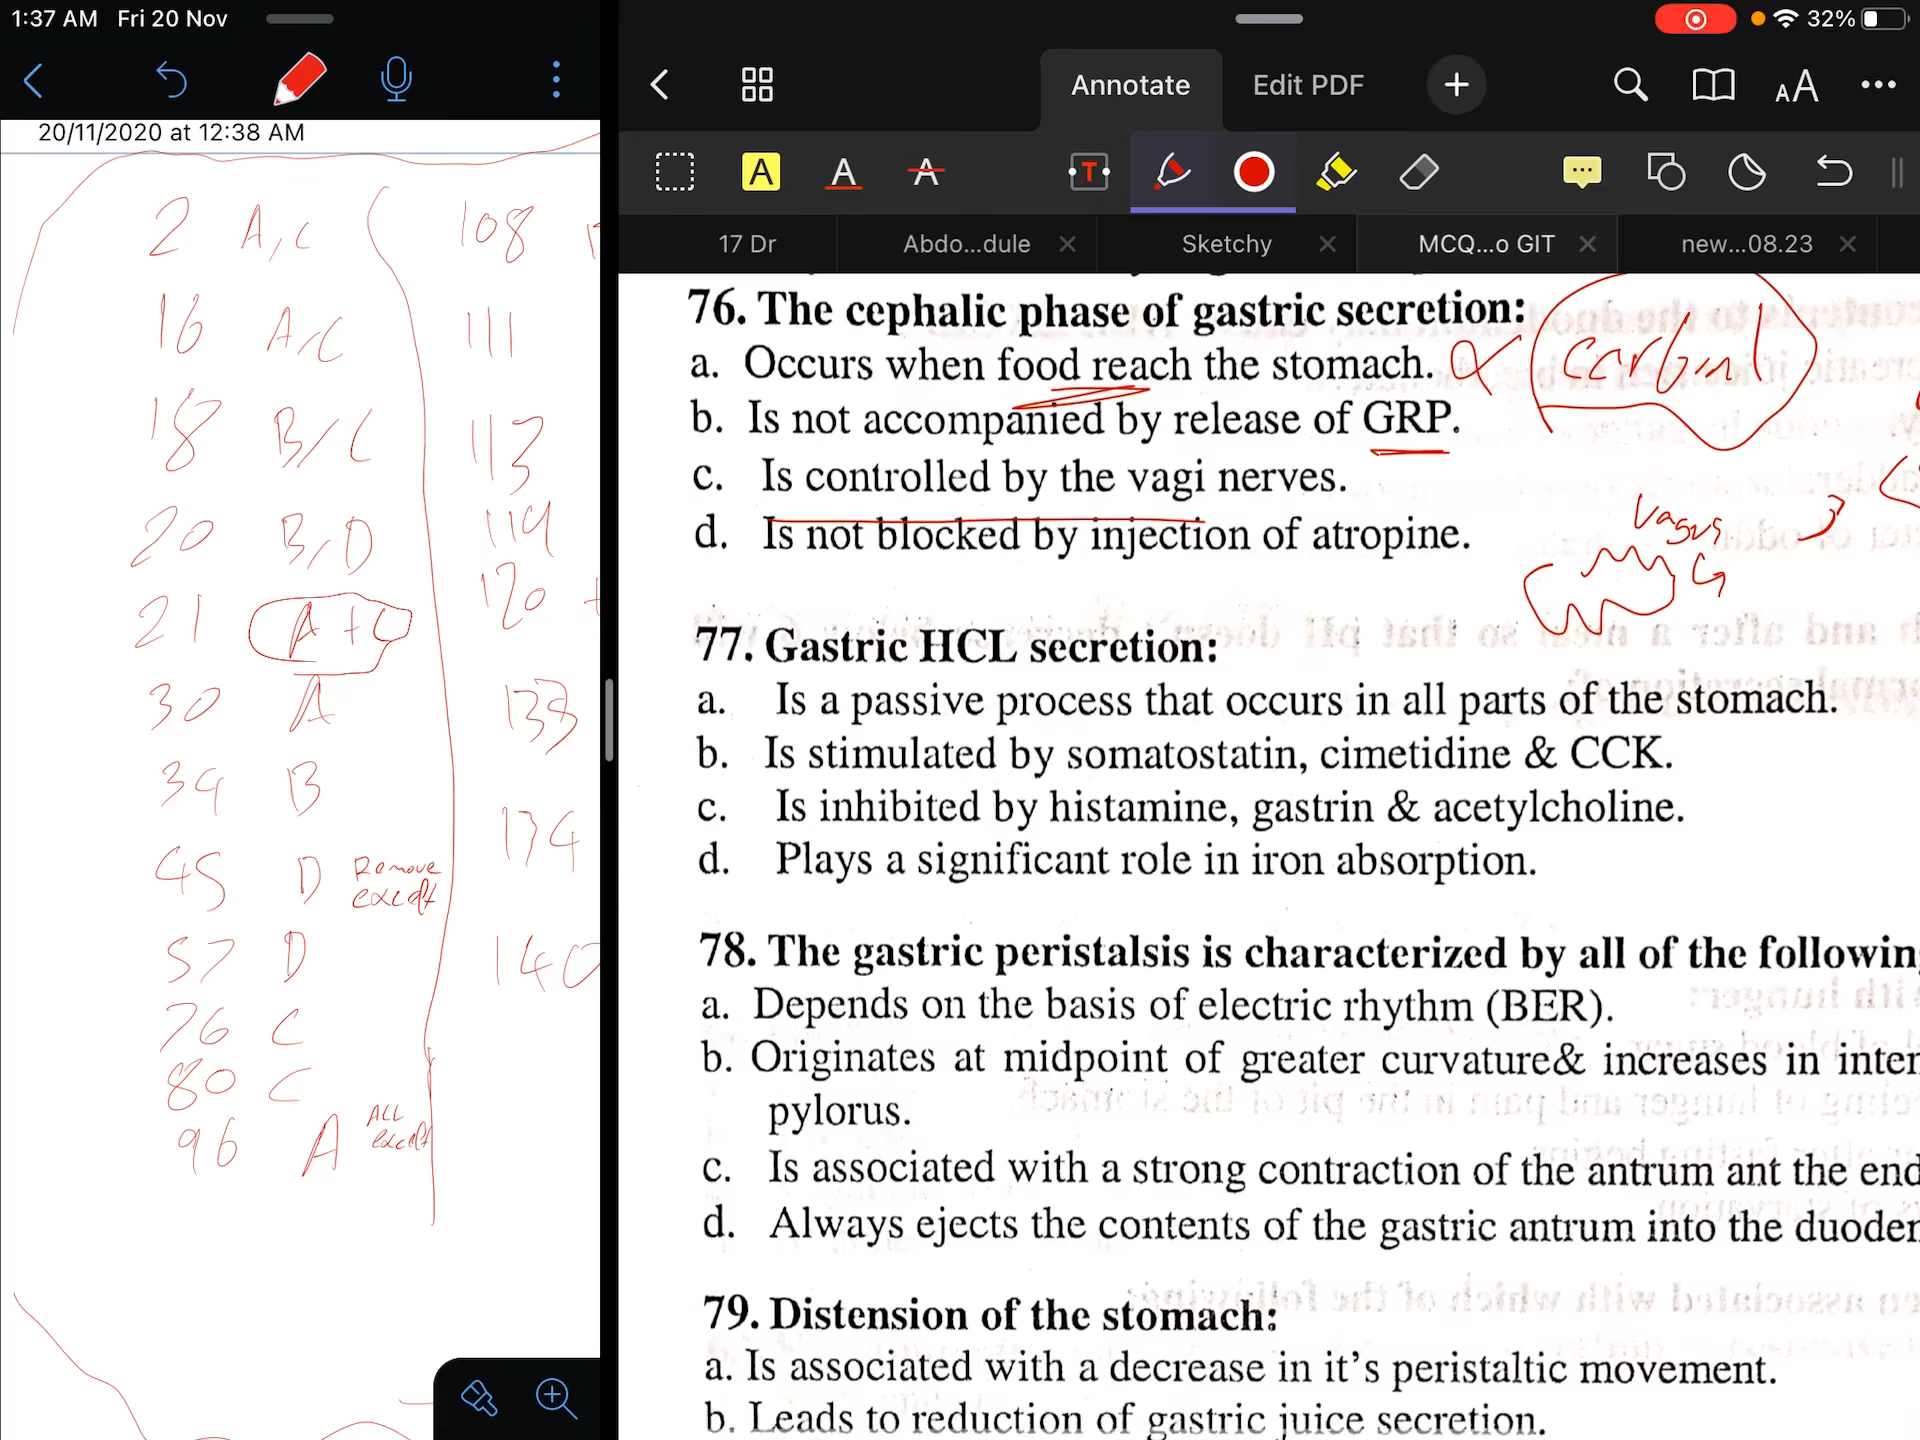 1:37 AM Fri 20 Nov
32%
20/11/2020 at 12:38 AM
2 A,C
16 A/C
18 B/C
20 B/D
21 A+C
30 A
34 B
45 D Remove except
57 D
76 C
80 C
96 A ALL except
108
111
113
114
120
133
134
140
Annotate Edit PDF
AA
A A A T
17 Dr Abdo...dule Sketchy MCQ...o GIT new...08.23
76. The cephalic phase of gastric secretion:
a. Occurs when food reach the stomach.
b. Is not accompanied by release of GRP.
c. Is controlled by the vagi nerves.
d. Is not blocked by injection of atropine.
Vagus
G
77. Gastric HCL secretion:
a. Is a passive process that occurs in all parts of the stomach.
b. Is stimulated by somatostatin, cimetidine & CCK.
c. Is inhibited by histamine, gastrin & acetylcholine.
d. Plays a significant role in iron absorption.
78. The gastric peristalsis is characterized by all of the followin
a. Depends on the basis of electric rhythm (BER).
b. Originates at midpoint of greater curvature& increases in inten
pylorus.
c. Is associated with a strong contraction of the antrum ant the end
d. Always ejects the contents of the gastric antrum into the duoden
79. Distension of the stomach:
a. Is associated with a decrease in it's peristaltic movement.
b. Leads to reduction of gastric juice secretion.